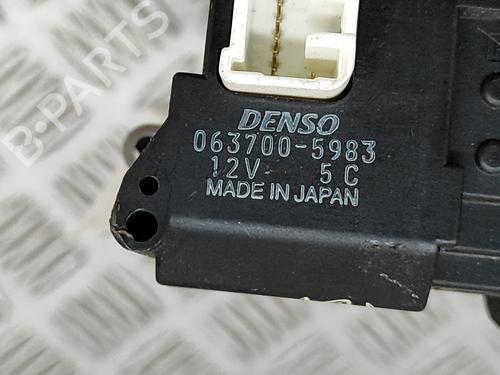 DENSO
063700-5983
12V 5C
MADE IN JAPAN
B-PARTS